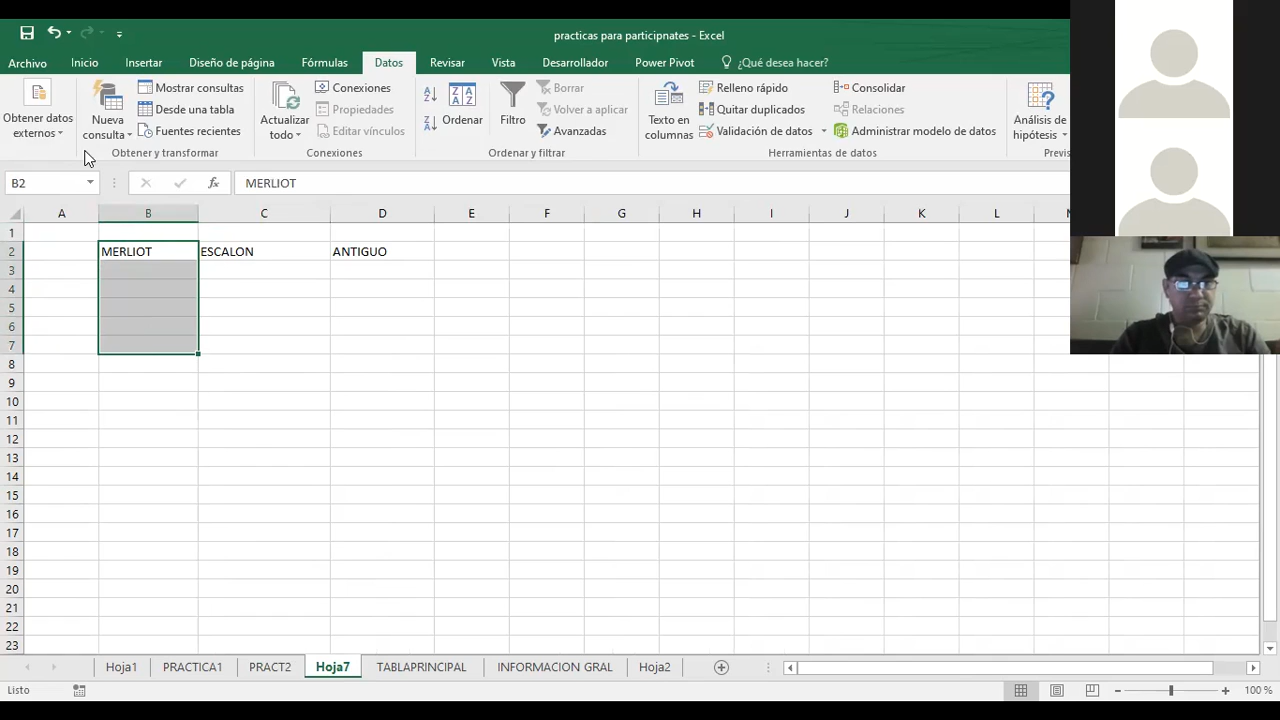 practicas para participnates - Excel
Archivo Inicio Insertar Diseño de página Fórmulas Datos Revisar Vista Desarrollador Power Pivot ¿Qué desea hacer?
Obtener datos externos
Nueva consulta
Mostrar consultas
Desde una tabla
Fuentes recientes
Obtener y transformar
Actualizar todo
Conexiones
Propiedades
Editar vínculos
Conexiones
Ordenar
Filtro
Borrar
Volver a aplicar
Avanzadas
Ordenar y filtrar
Texto en columnas
Relleno rápido
Quitar duplicados
Validación de datos
Consolidar
Relaciones
Administrar modelo de datos
Herramientas de datos
Análisis de hipótesis
Previs
B2 fx MERLIOT
A B C D E F G H I J K L M
1
2 MERLIOT ESCALON ANTIGUO
3
4
5
6
7
8
9
10
11
12
13
14
15
16
17
18
19
20
21
22
23
Hoja1 PRACTICA1 PRACT2 Hoja7 TABLAPRINCIPAL INFORMACION GRAL Hoja2
Listo 100 %